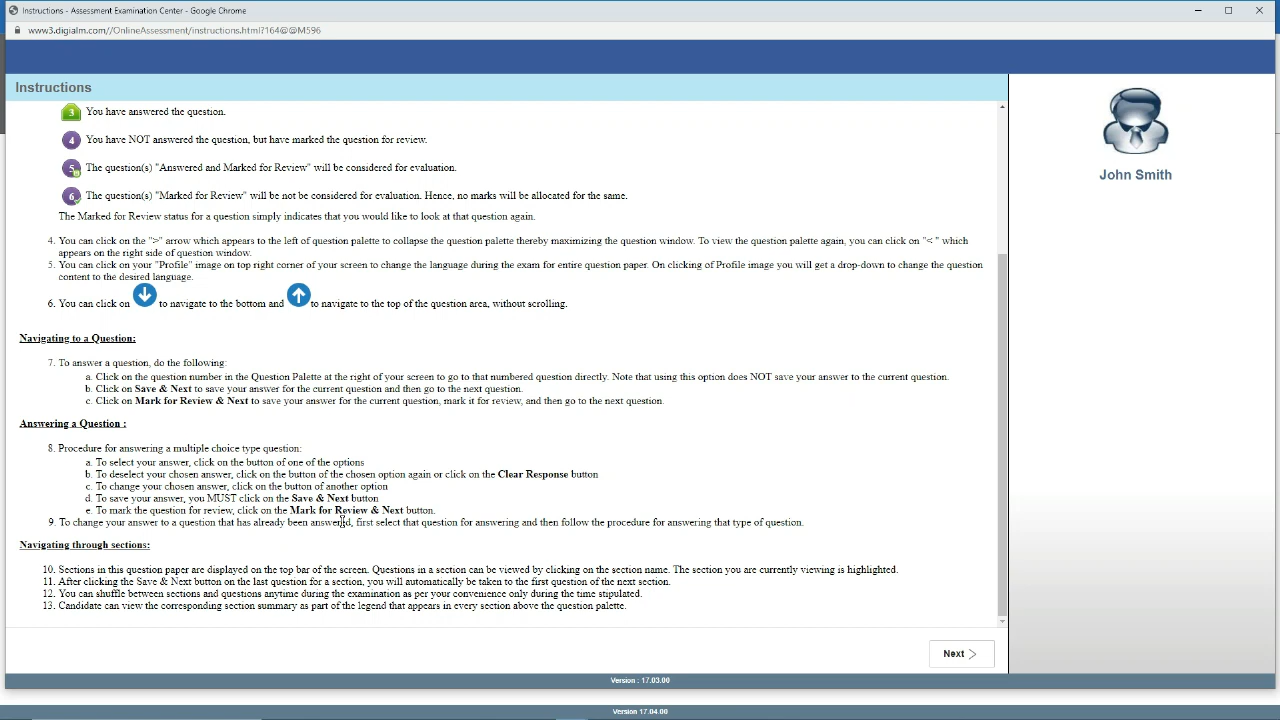 Instructions - Assessment Examination Center - Google Chrome
www3.digialm.com//OnlineAssessment/instructions.html?164@@M596
Instructions
3 You have answered the question.
4 You have NOT answered the question, but have marked the question for review.
5 The question(s) "Answered and Marked for Review" will be considered for evaluation.
6 The question(s) "Marked for Review" will be not be considered for evaluation. Hence, no marks will be allocated for the same.
The Marked for Review status for a question simply indicates that you would like to look at that question again.
4. You can click on the ">" arrow which appears to the left of question palette to collapse the question palette thereby maximizing the question window. To view the question palette again, you can click on "< " which
appears on the right side of question window.
5. You can click on your "Profile" image on top right corner of your screen to change the language during the exam for entire question paper. On clicking of Profile image you will get a drop-down to change the question
content to the desired language.
6. You can click on to navigate to the bottom and to navigate to the top of the question area, without scrolling.
Navigating to a Question:
7. To answer a question, do the following:
a. Click on the question number in the Question Palette at the right of your screen to go to that numbered question directly. Note that using this option does NOT save your answer to the current question.
b. Click on Save & Next to save your answer for the current question and then go to the next question.
c. Click on Mark for Review & Next to save your answer for the current question, mark it for review, and then go to the next question.
Answering a Question :
8. Procedure for answering a multiple choice type question:
a. To select your answer, click on the button of one of the options
b. To deselect your chosen answer, click on the button of the chosen option again or click on the Clear Response button
c. To change your chosen answer, click on the button of another option
d. To save your answer, you MUST click on the Save & Next button
e. To mark the question for review, click on the Mark for Review & Next button.
9. To change your answer to a question that has already been answered, first select that question for answering and then follow the procedure for answering that type of question.
Navigating through sections:
10. Sections in this question paper are displayed on the top bar of the screen. Questions in a section can be viewed by clicking on the section name. The section you are currently viewing is highlighted.
11. After clicking the Save & Next button on the last question for a section, you will automatically be taken to the first question of the next section.
12. You can shuffle between sections and questions anytime during the examination as per your convenience only during the time stipulated.
13. Candidate can view the corresponding section summary as part of the legend that appears in every section above the question palette.
Next
John Smith
Version : 17.03.00
Version 17.04.00